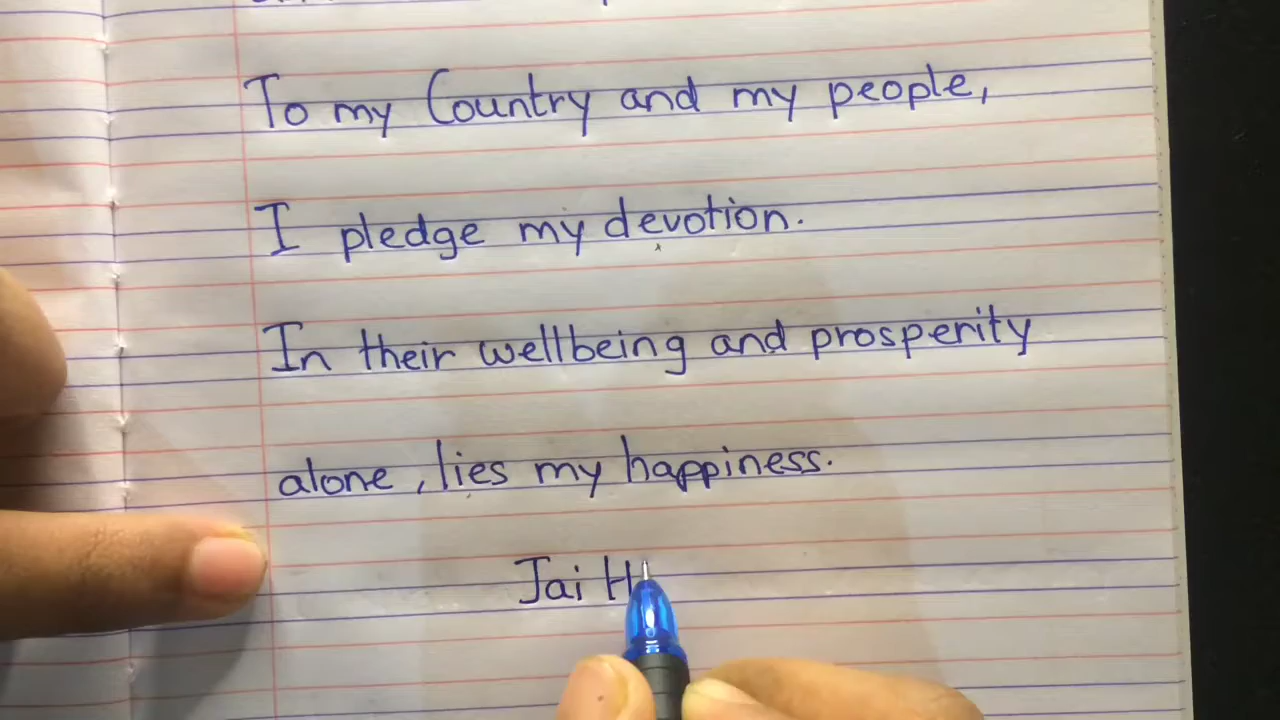 To my Country and my people,
I pledge my devotion.
In their wellbeing and prosperity
alone, lies my happiness.
Jai H